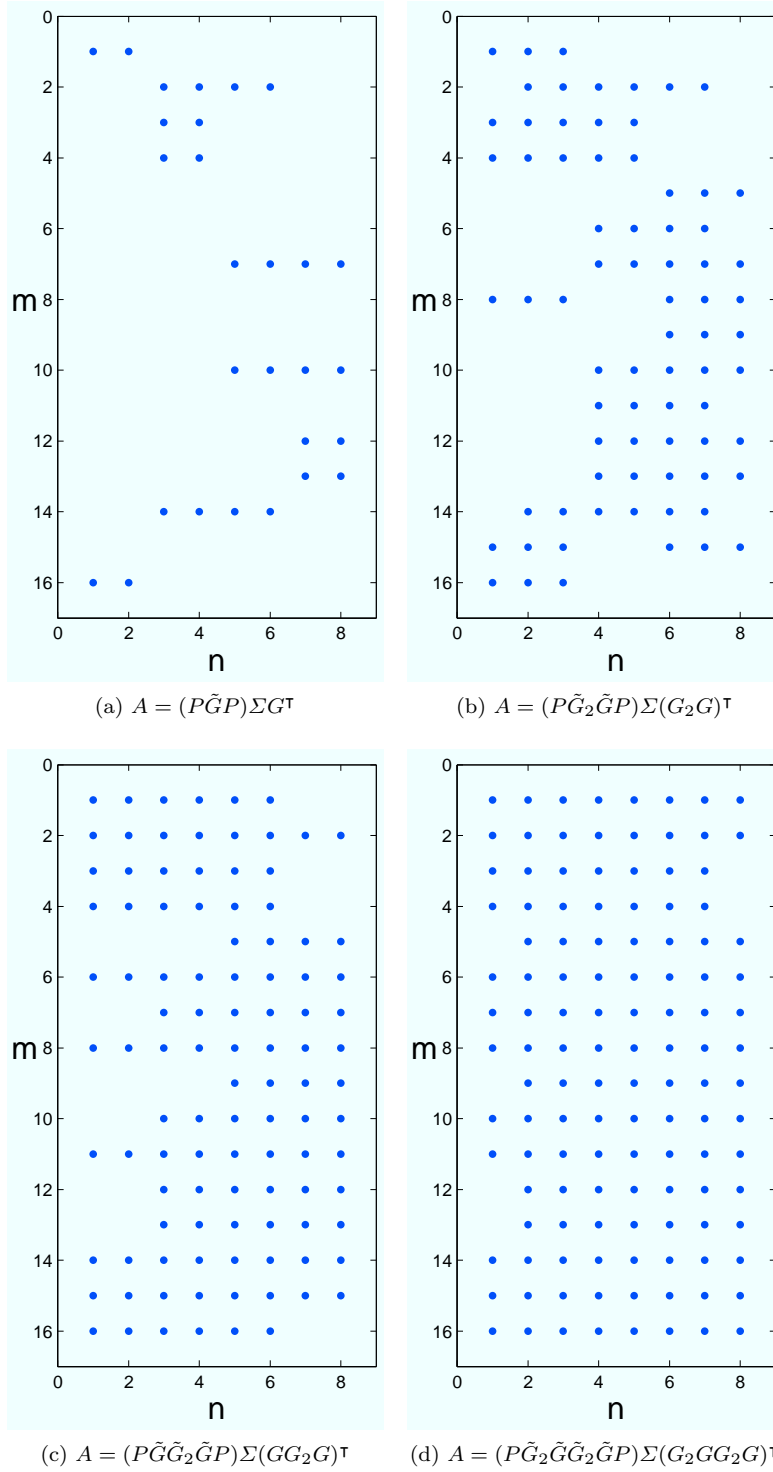 0
2
4
6
8
10
12
14
16
m
0 2 4 6 8
n
(a) A = (PG̃P)ΣGᵀ
0
2
4
6
8
10
12
14
16
m
0 2 4 6 8
n
(b) A = (PG̃₂G̃P)Σ(G₂G)ᵀ
0
2
4
6
8
10
12
14
16
m
0 2 4 6 8
n
(c) A = (PG̃G̃₂G̃P)Σ(GG₂G)ᵀ
0
2
4
6
8
10
12
14
16
m
0 2 4 6 8
n
(d) A = (PG̃₂G̃G̃₂G̃P)Σ(G₂GG₂G)ᵀ